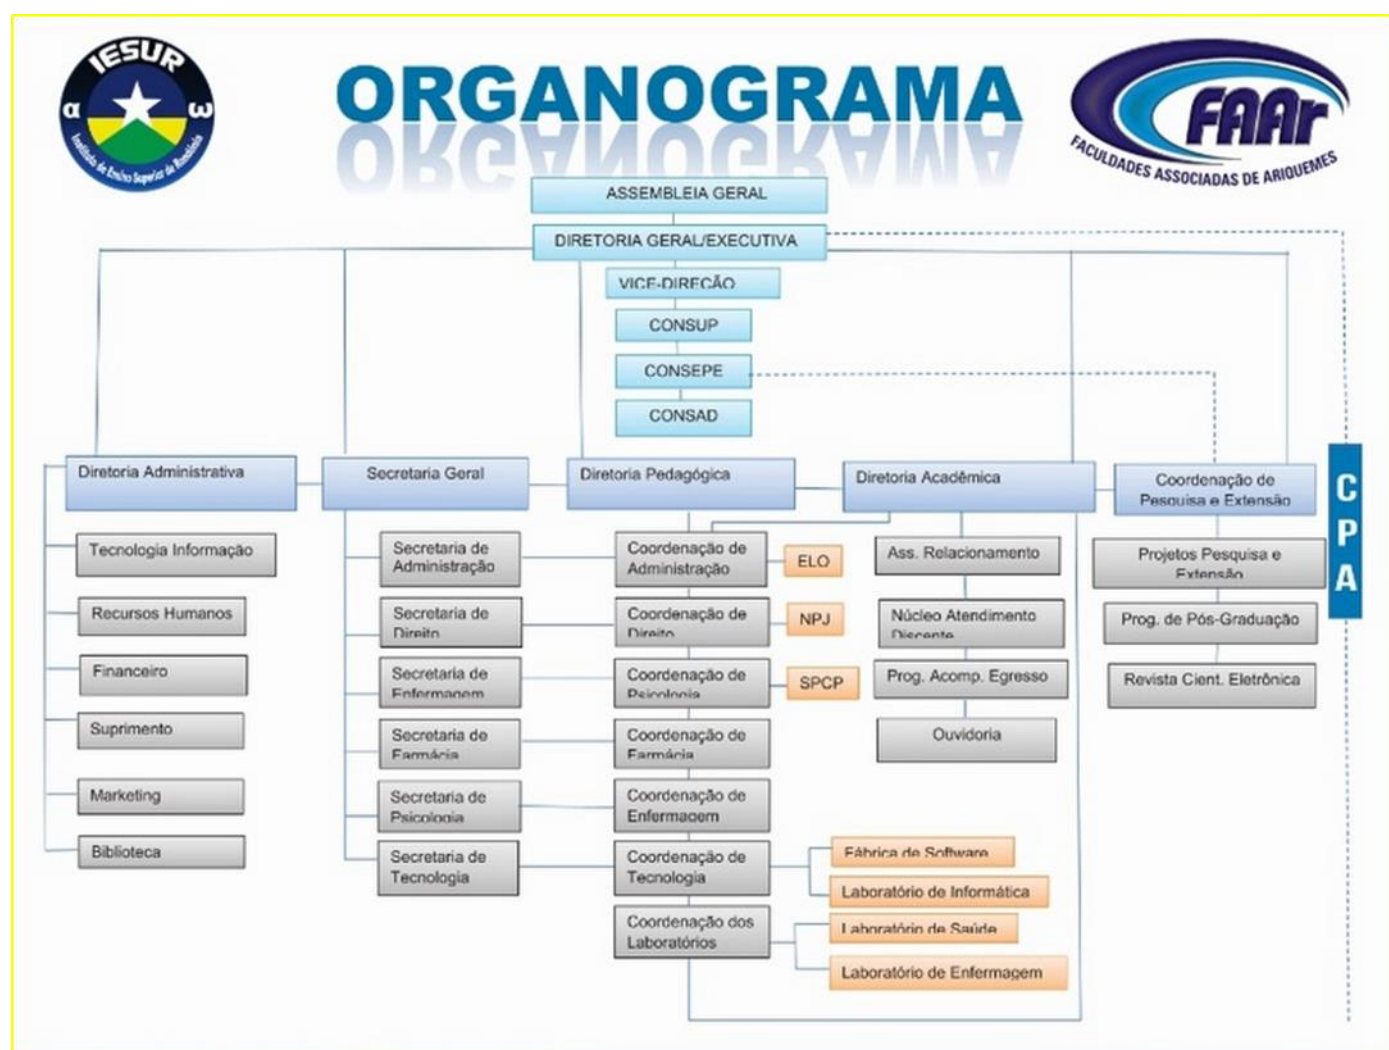 IESUR
α ω
Instituto de Ensino Superior de Rondônia
ORGANOGRAMA
FAAr
FACULDADES ASSOCIADAS DE ARIQUEMES
ASSEMBLEIA GERAL
DIRETORIA GERAL/EXECUTIVA
VICE-DIREÇÃO
CONSUP
CONSEPE
CONSAD
Diretoria Administrativa
Secretaria Geral
Diretoria Pedagógica
Diretoria Acadêmica
Coordenação de
Pesquisa e Extensão
CPA
Tecnologia Informação
Recursos Humanos
Financeiro
Suprimento
Marketing
Biblioteca
Secretaria de
Administração
Secretaria de
Direito
Secretaria de
Enfermagem
Secretaria de
Farmácia
Secretaria de
Psicologia
Secretaria de
Tecnologia
Coordenação de
Administração
Coordenação de
Direito
Coordenação de
Psicologia
Coordenação de
Farmácia
Coordenação de
Enfermagem
Coordenação de
Tecnologia
Coordenação dos
Laboratórios
ELO
NPJ
SPCP
Fábrica de Software
Laboratório de Informática
Laboratório de Saúde
Laboratório de Enfermagem
Ass. Relacionamento
Núcleo Atendimento
Discente
Prog. Acomp. Egresso
Ouvidoria
Projetos Pesquisa e
Extensão
Prog. de Pós-Graduação
Revista Cient. Eletrônica